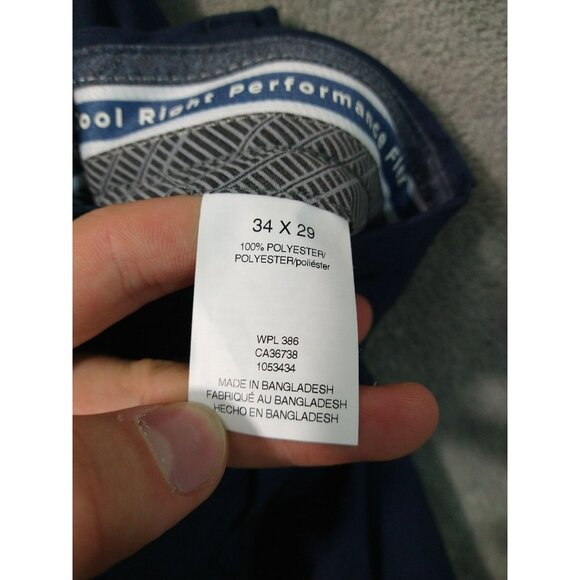 ool Right Performance Fl
34 X 29
100% POLYESTER/
POLYESTER/poliéster
WPL 386
CA36738
1053434
MADE IN BANGLADESH
FABRIQUÉ AU BANGLADESH
HECHO EN BANGLADESH